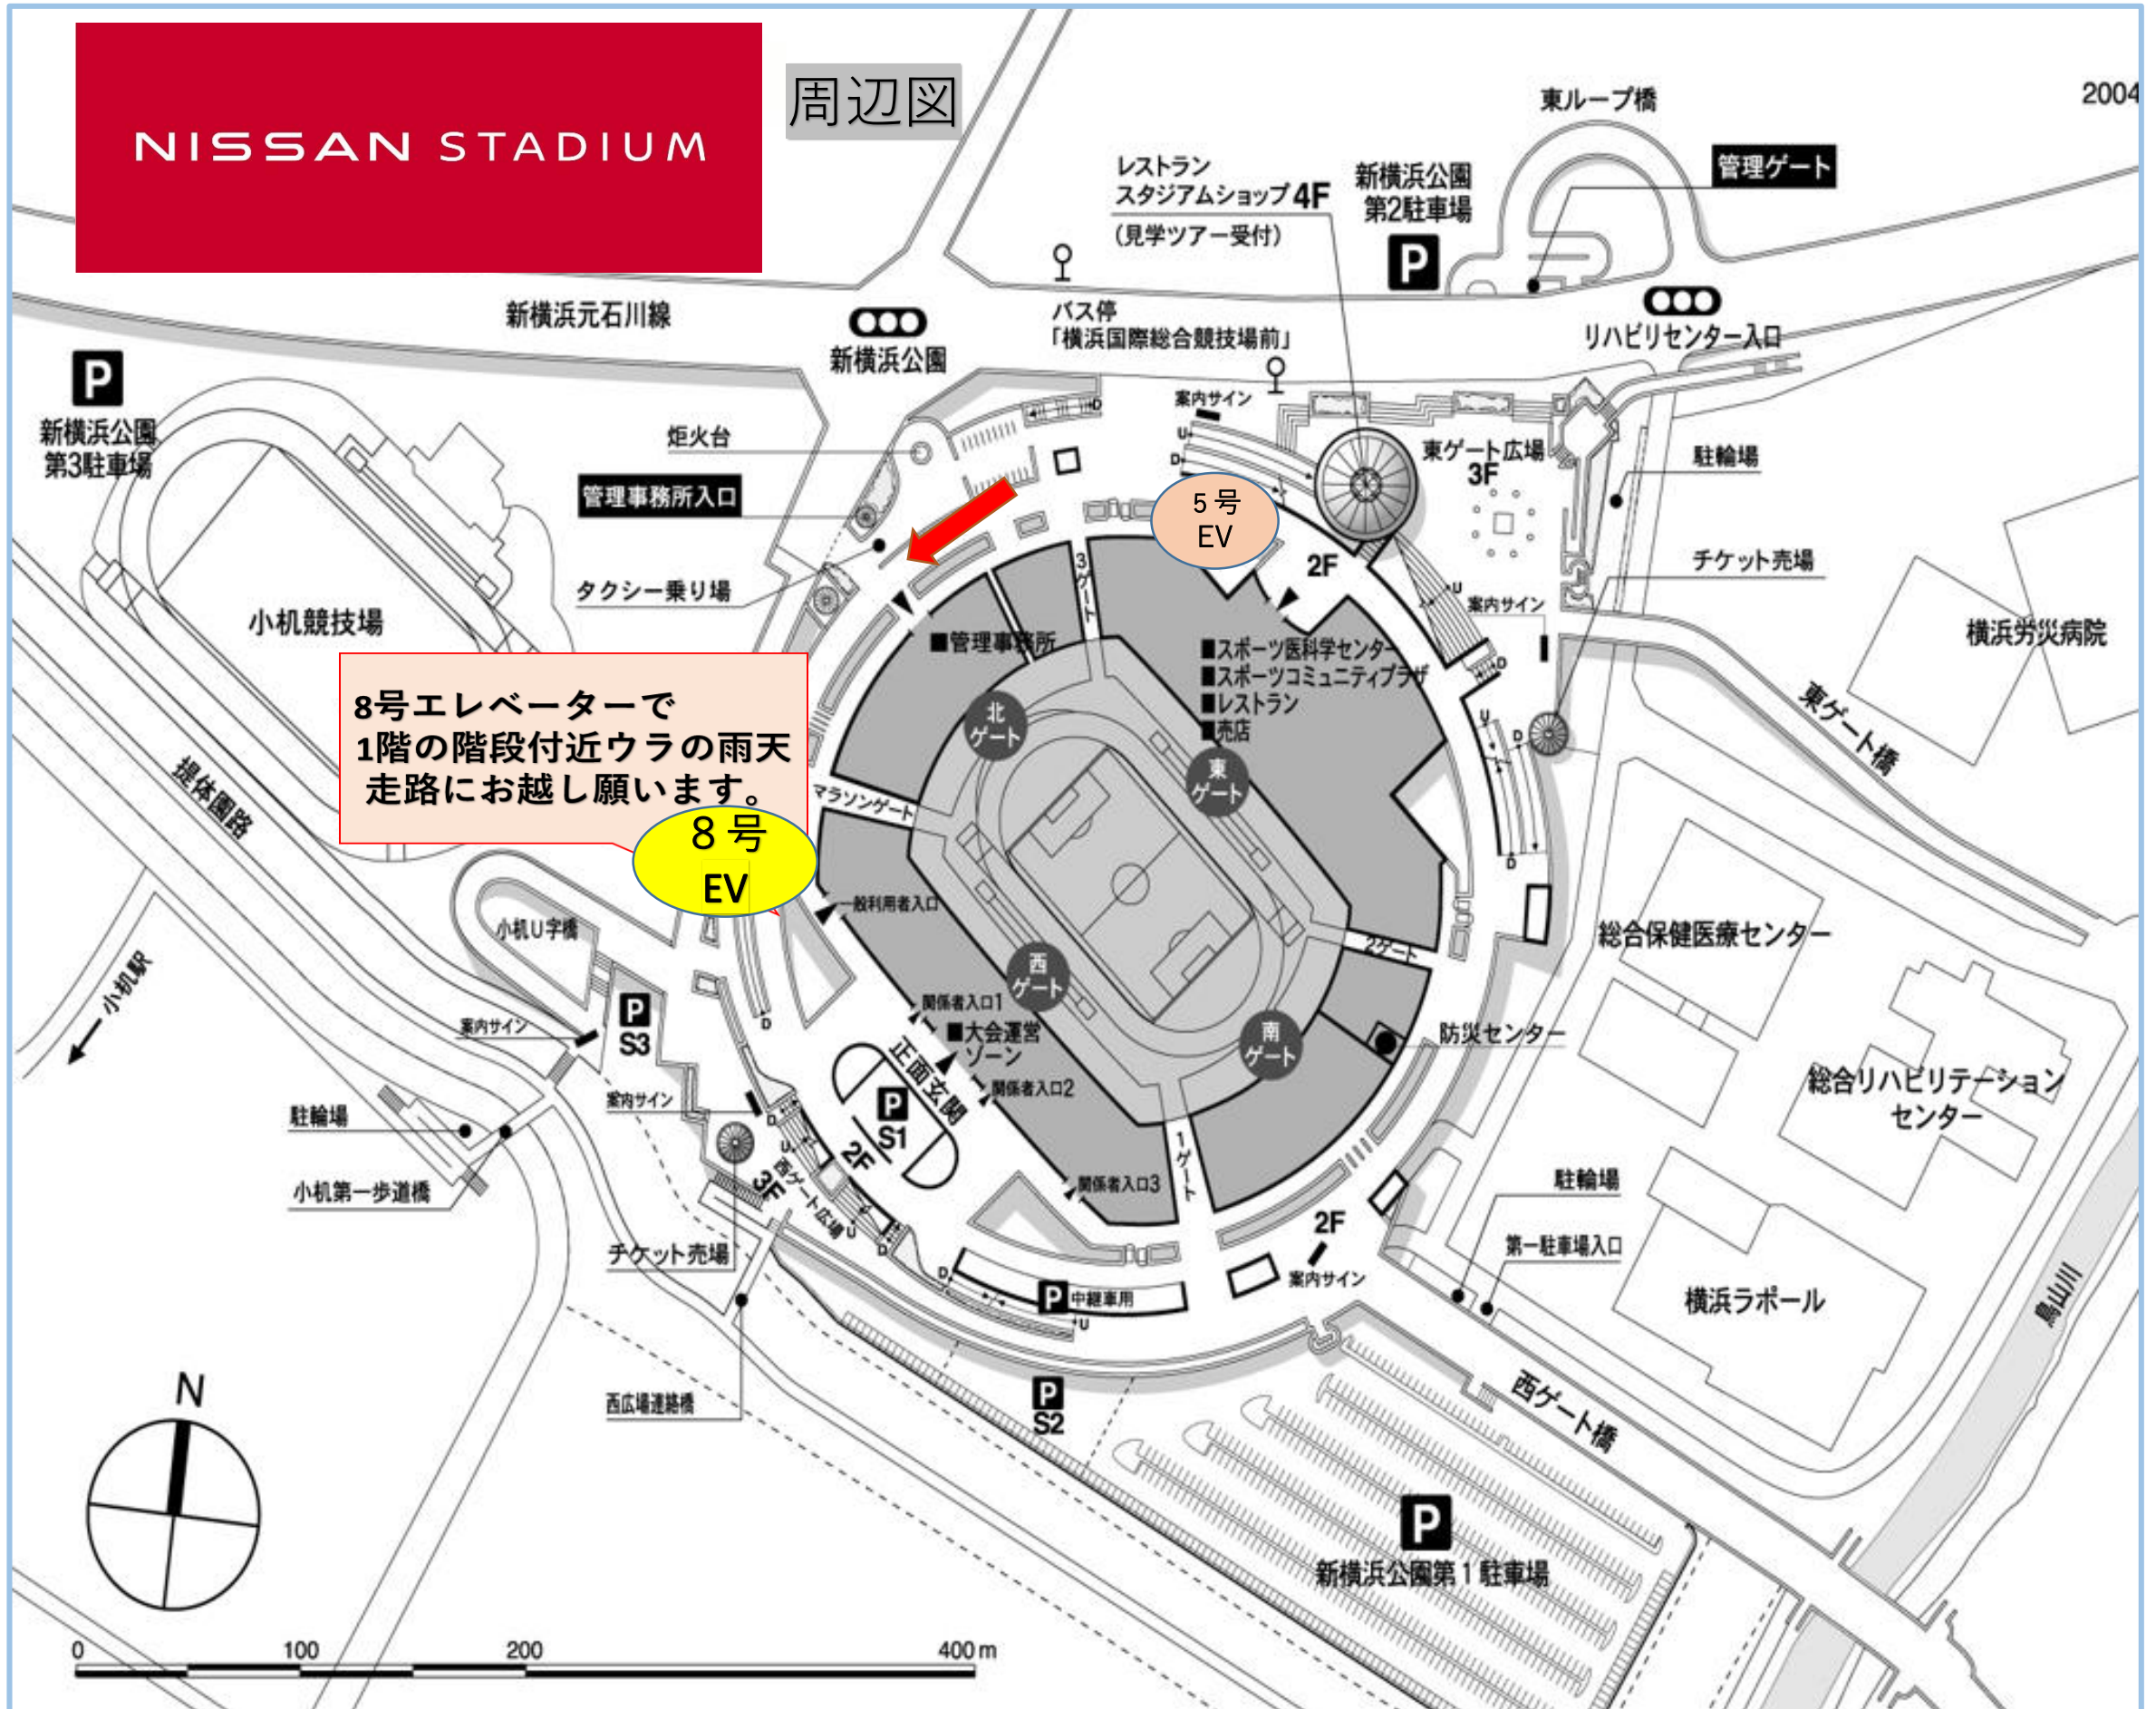 NISSAN STADIUM
周辺図
2004
東ループ橋
管理ゲート
レストラン
スタジアムショップ4F
(見学ツアー受付)
新横浜公園
第2駐車場
P
新横浜元石川線
新横浜公園
バス停
「横浜国際総合競技場前」
リハビリセンター入口
P
新横浜公園
第3駐車場
炬火台
管理事務所入口
タクシー乗り場
案内サイン
U
D
D
5号
EV
東ゲート広場
3F
駐輪場
チケット売場
2F
U
案内サイン
D
横浜労災病院
東ゲート橋
小机競技場
3ゲート
■管理事務所
■スポーツ医科学センター
■スポーツコミュニティプラザ
■レストラン
■売店
北
ゲート
東
ゲート
8号エレベーターで
1階の階段付近ウラの雨天
走路にお越し願います。
8号
EV
提体園路
マラソンゲート
一般利用者入口
U
D
D
小机U字橋
小机駅
総合保健医療センター
2ゲート
西
ゲート
関係者入口1
■大会運営
ゾーン
南
ゲート
防災センター
案内サイン
P
S3
D
正面玄関
関係者入口2
総合リハビリテーション
センター
駐輪場
案内サイン
P
S1
D
U
2F
3F
西ゲート広場
U
D
小机第一歩道橋
1ゲート
関係者入口3
駐輪場
チケット売場
2F
案内サイン
第一駐車場入口
D
P 中継車用
U
横浜ラポール
鳥山川
N
西広場連絡橋
P
S2
西ゲート橋
P
新横浜公園第1駐車場
0 100 200 400m